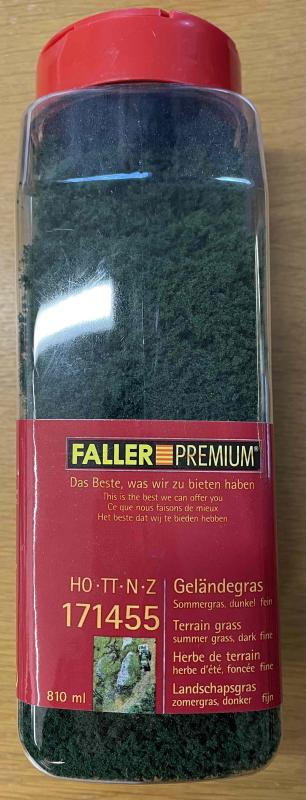 FALLER PREMIUM®
Das Beste, was wir zu bieten haben
This is the best we can offer you
Ce que nous faisons de mieux
Het beste dat wij te bieden hebben
HO·TT·N·Z
171455
810 ml
Geländegras
Sommergras, dunkel fein
Terrain grass
summer grass, dark fine
Herbe de terrain
herbe d'été, foncée fine
Landschapsgras
zomergras, donker fijn